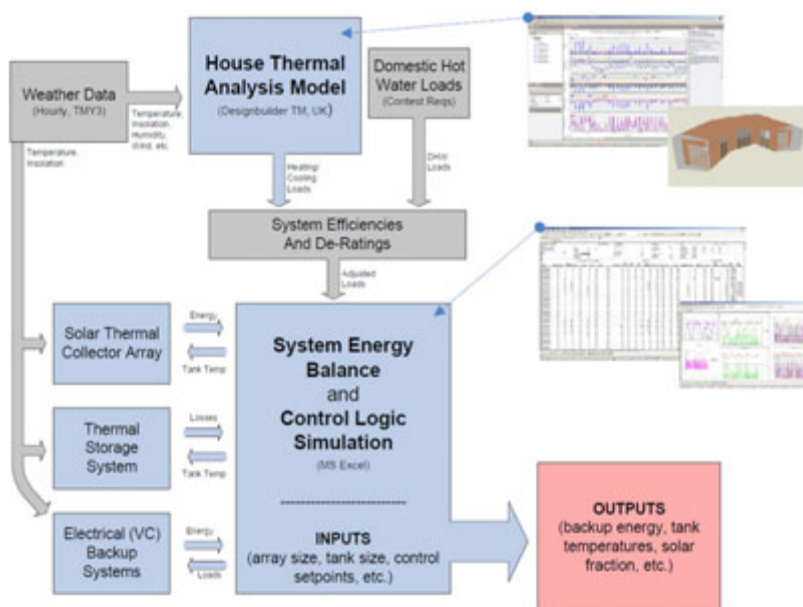 House Thermal
Analysis Model
(Designbuilder TM, UK)
Domestic Hot
Water Loads
(Contest Reqs)
Weather Data
(Hourly, TMY3)
Temperature,
Insolation,
Humidity,
Wind, etc.
Temperature,
Insolation
Heating/
Cooling
Loads
DHW
Loads
System Efficiencies
And De-Ratings
Adjusted
Loads
Solar Thermal
Collector Array
Energy
Tank Temp
System Energy
Balance
and
Control Logic
Simulation
(MS Excel)
Thermal
Storage
System
Losses
Tank Temp
Electrical (VC)
Backup
Systems
Energy
Loads
INPUTS
(array size, tank size, control
setpoints, etc.)
OUTPUTS
(backup energy, tank
temperatures, solar
fraction, etc.)